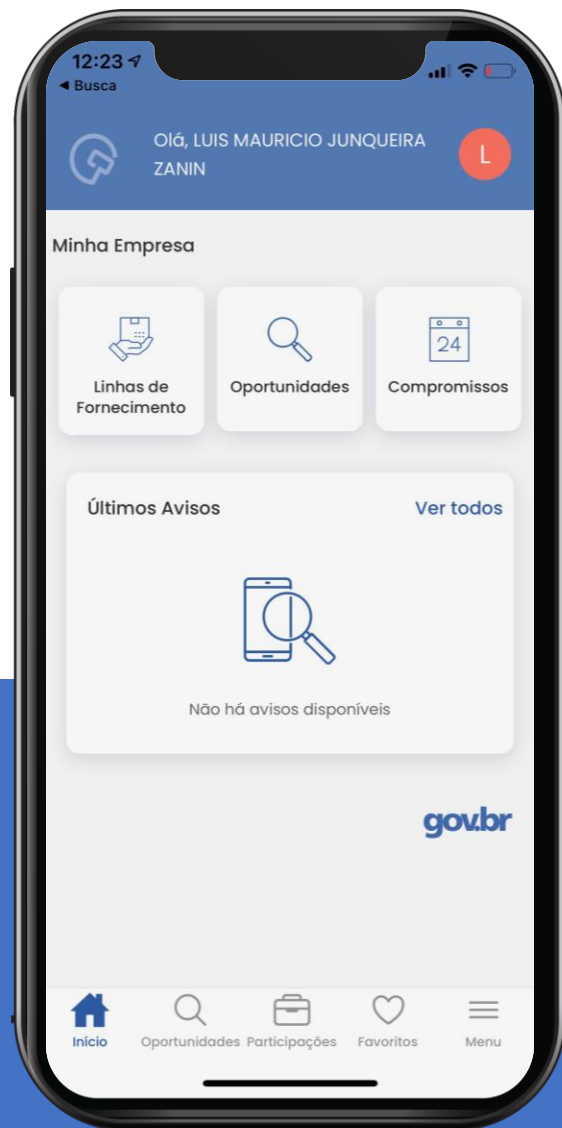 12:23
◀ Busca
Olá, LUIS MAURICIO JUNQUEIRA
ZANIN
L
Minha Empresa
24
Linhas de
Fornecimento
Oportunidades
Compromissos
Últimos Avisos
Ver todos
Não há avisos disponíveis
gov.br
Início
Oportunidades
Participações
Favoritos
Menu